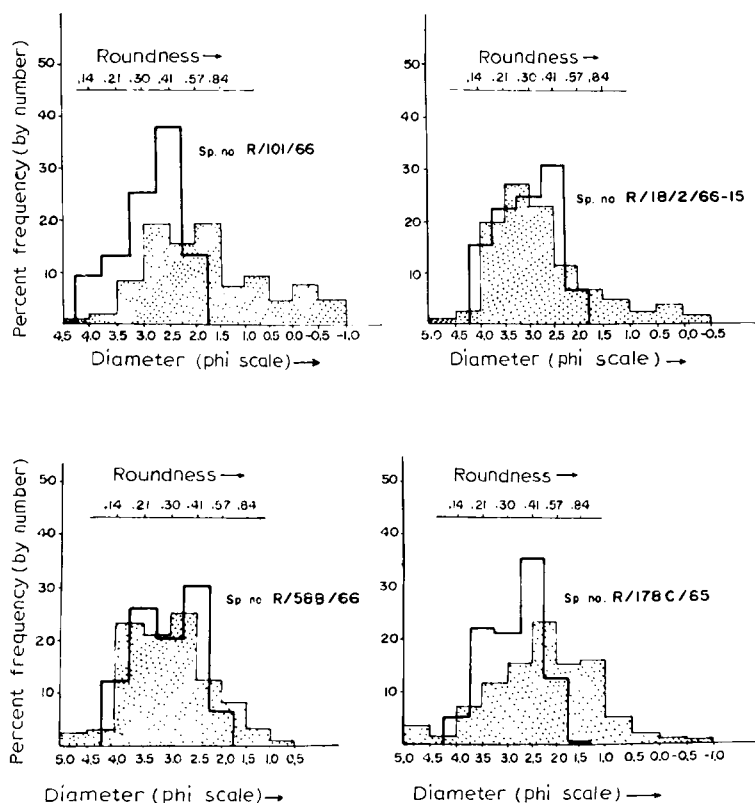 Roundness →
.14 .21 .30 .41 .57 .84
50
40
30
20
10
Percent frequency (by number)
Sp. no R/101/66
4.5 4.0 3.5 3.0 2.5 2.0 1.5 1.0 0.5 0.0 -0.5 -1.0
Diameter (phi scale) →
Roundness →
.14 .21 .30 .41 .57 .84
50
40
30
20
10
Sp. no R/18/2/66-15
5.0 4.5 4.0 3.5 3.0 2.5 2.0 1.5 1.0 0.5 0.0 -0.5
Diameter (phi scale) →
Roundness →
.14 .21 .30 .41 .57 .84
50
40
30
20
10
Percent frequency (by number)
Sp. no R/56B/66
5.0 4.5 4.0 3.5 3.0 2.5 2.0 1.5 1.0 0.5
Diameter (phi scale) →
Roundness →
.14 .21 .30 .41 .57 .84
50
40
30
20
10
Sp. no. R/178C/65
5.0 4.5 4.0 3.5 3.0 2.5 2.0 1.5 1.0 0.5 0.0 -1.0
Diameter (phi scale) →